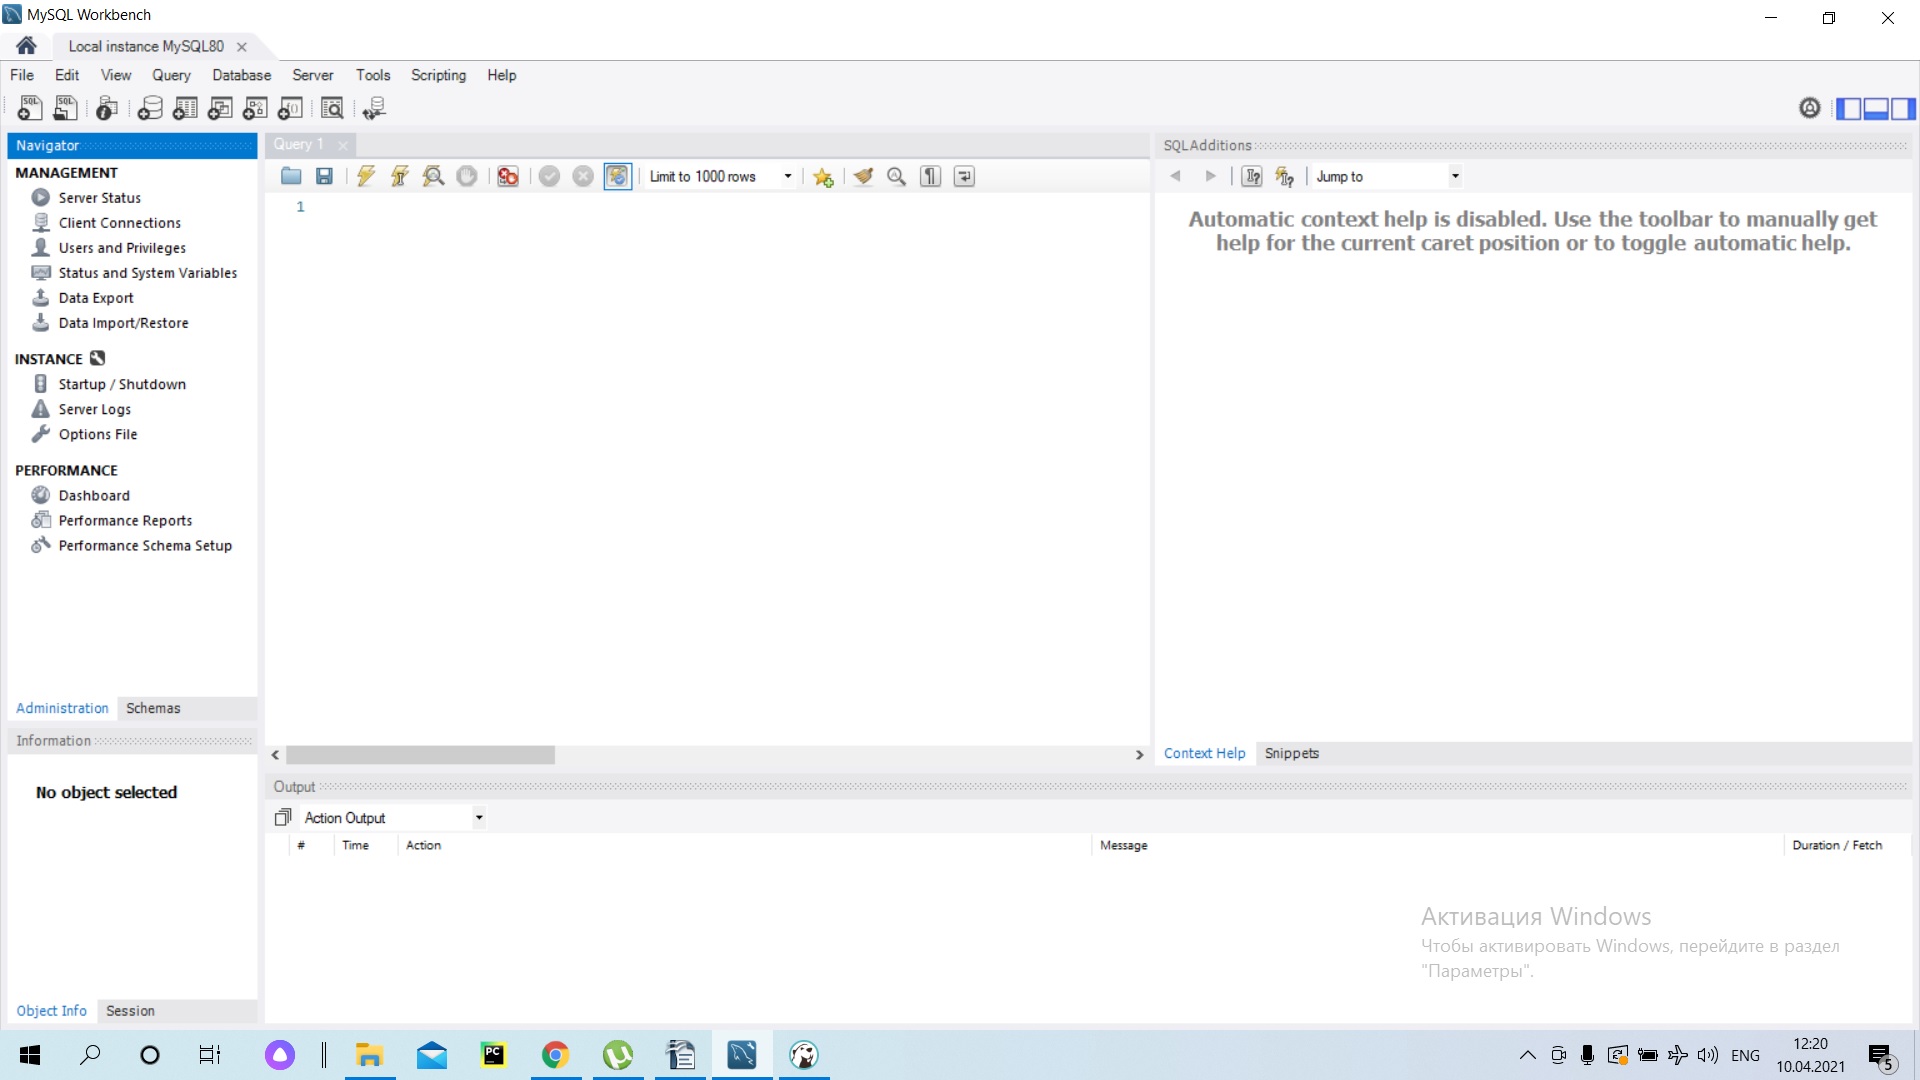 MySQL Workbench
Local instance MySQL80
File Edit View Query Database Server Tools Scripting Help
Navigator
MANAGEMENT
Server Status
Client Connections
Users and Privileges
Status and System Variables
Data Export
Data Import/Restore
INSTANCE
Startup / Shutdown
Server Logs
Options File
PERFORMANCE
Dashboard
Performance Reports
Performance Schema Setup
Administration Schemas
Information
No object selected
Object Info Session
Query 1
Limit to 1000 rows
1
SQLAdditions
Jump to
Automatic context help is disabled. Use the toolbar to manually get
help for the current caret position or to toggle automatic help.
Context Help Snippets
Output
Action Output
# Time Action Message Duration / Fetch
Активация Windows
Чтобы активировать Windows, перейдите в раздел
"Параметры".
PC
ENG
12:20
10.04.2021
5